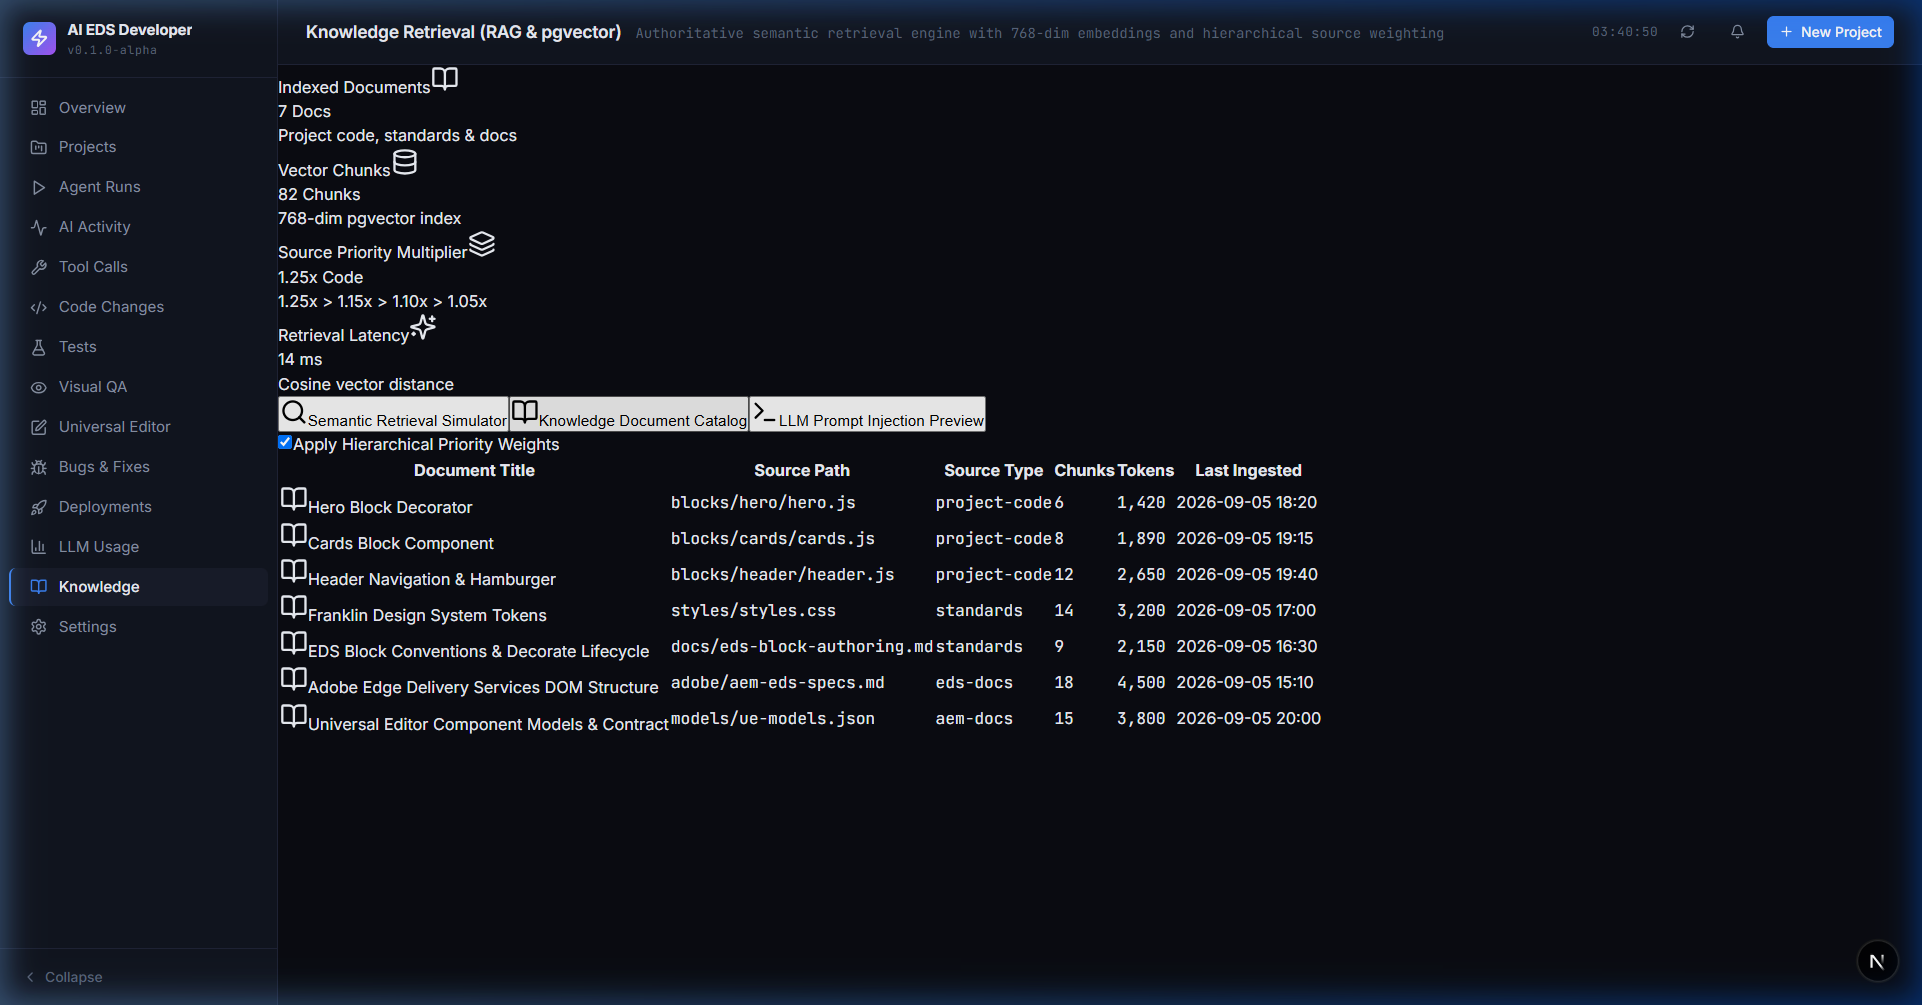 AI EDS Developer
v0.1.0-alpha
Overview
Projects
Agent Runs
AI Activity
Tool Calls
Code Changes
Tests
Visual QA
Universal Editor
Bugs & Fixes
Deployments
LLM Usage
Knowledge
Settings
Collapse
Knowledge Retrieval (RAG & pgvector) Authoritative semantic retrieval engine with 768-dim embeddings and hierarchical source weighting 03:40:50 + New Project
Indexed Documents
7 Docs
Project code, standards & docs
Vector Chunks
82 Chunks
768-dim pgvector index
Source Priority Multiplier
1.25x Code
1.25x > 1.15x > 1.10x > 1.05x
Retrieval Latency
14 ms
Cosine vector distance
Semantic Retrieval Simulator Knowledge Document Catalog LLM Prompt Injection Preview
Apply Hierarchical Priority Weights
Document Title Source Path Source Type Chunks Tokens Last Ingested
Hero Block Decorator blocks/hero/hero.js project-code 6 1,420 2026-09-05 18:20
Cards Block Component blocks/cards/cards.js project-code 8 1,890 2026-09-05 19:15
Header Navigation & Hamburger blocks/header/header.js project-code 12 2,650 2026-09-05 19:40
Franklin Design System Tokens styles/styles.css standards 14 3,200 2026-09-05 17:00
EDS Block Conventions & Decorate Lifecycle docs/eds-block-authoring.md standards 9 2,150 2026-09-05 16:30
Adobe Edge Delivery Services DOM Structure adobe/aem-eds-specs.md eds-docs 18 4,500 2026-09-05 15:10
Universal Editor Component Models & Contract models/ue-models.json aem-docs 15 3,800 2026-09-05 20:00
N